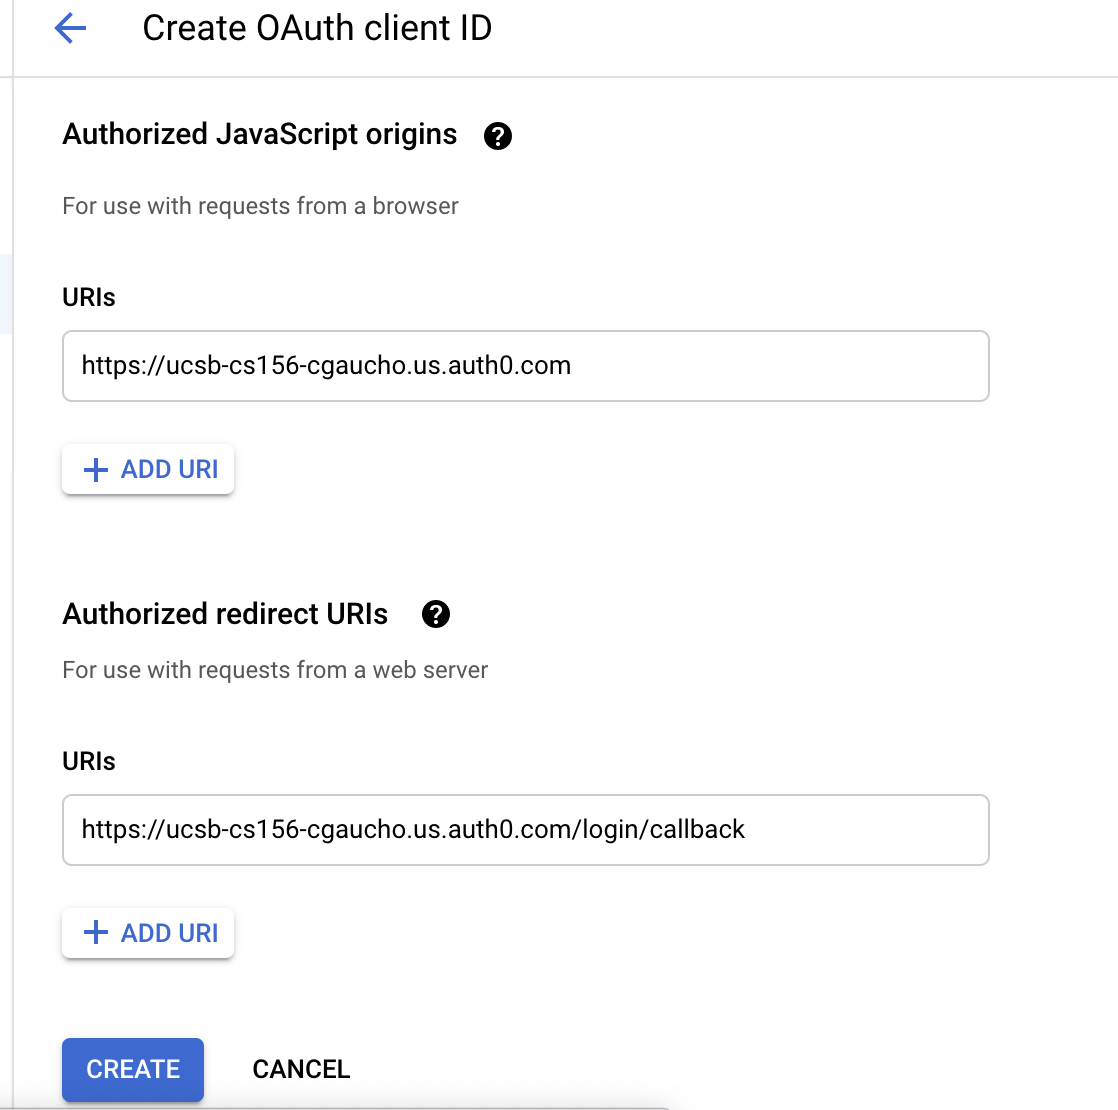 Create OAuth client ID
Authorized JavaScript origins
For use with requests from a browser
URIs
https://ucsb-cs156-cgaucho.us.auth0.com
ADD URI
Authorized redirect URIs
For use with requests from a web server
URIs
https://ucsb-cs156-cgaucho.us.auth0.com/login/callback
ADD URI
CREATE CANCEL